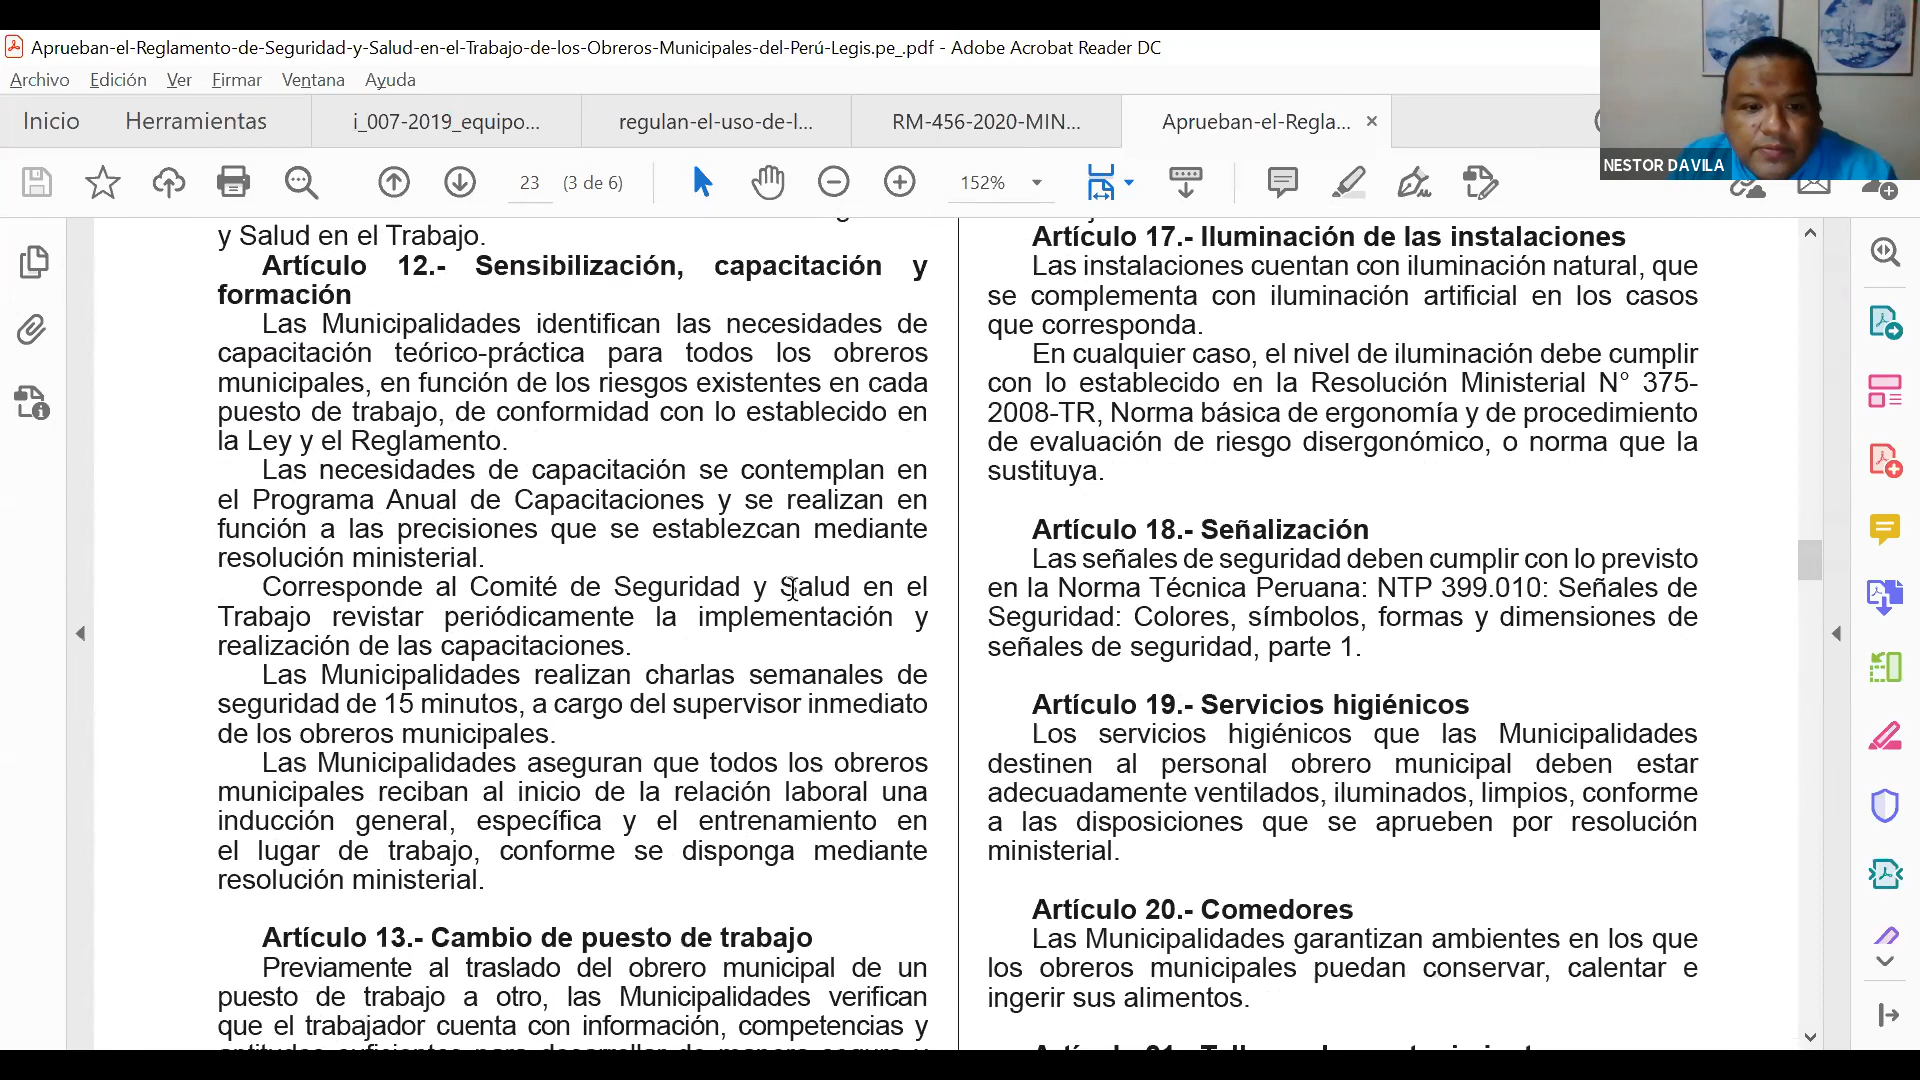 Aprueban-el-Reglamento-de-Seguridad-y-Salud-en-el-Trabajo-de-los-Obreros-Municipales-del-Perú-Legis.pe_.pdf - Adobe Acrobat Reader DC
Archivo Edición Ver Firmar Ventana Ayuda
Inicio Herramientas i_007-2019_equipo... regulan-el-uso-de-l... RM-456-2020-MIN... Aprueban-el-Regla... ×
NESTOR DAVILA
23 (3 de 6) 152%
y Salud en el Trabajo.
Artículo 12.- Sensibilización, capacitación y
formación
Las Municipalidades identifican las necesidades de
capacitación teórico-práctica para todos los obreros
municipales, en función de los riesgos existentes en cada
puesto de trabajo, de conformidad con lo establecido en
la Ley y el Reglamento.
Las necesidades de capacitación se contemplan en
el Programa Anual de Capacitaciones y se realizan en
función a las precisiones que se establezcan mediante
resolución ministerial.
Corresponde al Comité de Seguridad y Salud en el
Trabajo revistar periódicamente la implementación y
realización de las capacitaciones.
Las Municipalidades realizan charlas semanales de
seguridad de 15 minutos, a cargo del supervisor inmediato
de los obreros municipales.
Las Municipalidades aseguran que todos los obreros
municipales reciban al inicio de la relación laboral una
inducción general, específica y el entrenamiento en
el lugar de trabajo, conforme se disponga mediante
resolución ministerial.
Artículo 13.- Cambio de puesto de trabajo
Previamente al traslado del obrero municipal de un
puesto de trabajo a otro, las Municipalidades verifican
que el trabajador cuenta con información, competencias y
Artículo 17.- Iluminación de las instalaciones
Las instalaciones cuentan con iluminación natural, que
se complementa con iluminación artificial en los casos
que corresponda.
En cualquier caso, el nivel de iluminación debe cumplir
con lo establecido en la Resolución Ministerial N° 375-
2008-TR, Norma básica de ergonomía y de procedimiento
de evaluación de riesgo disergonómico, o norma que la
sustituya.
Artículo 18.- Señalización
Las señales de seguridad deben cumplir con lo previsto
en la Norma Técnica Peruana: NTP 399.010: Señales de
Seguridad: Colores, símbolos, formas y dimensiones de
señales de seguridad, parte 1.
Artículo 19.- Servicios higiénicos
Los servicios higiénicos que las Municipalidades
destinen al personal obrero municipal deben estar
adecuadamente ventilados, iluminados, limpios, conforme
a las disposiciones que se aprueben por resolución
ministerial.
Artículo 20.- Comedores
Las Municipalidades garantizan ambientes en los que
los obreros municipales puedan conservar, calentar e
ingerir sus alimentos.